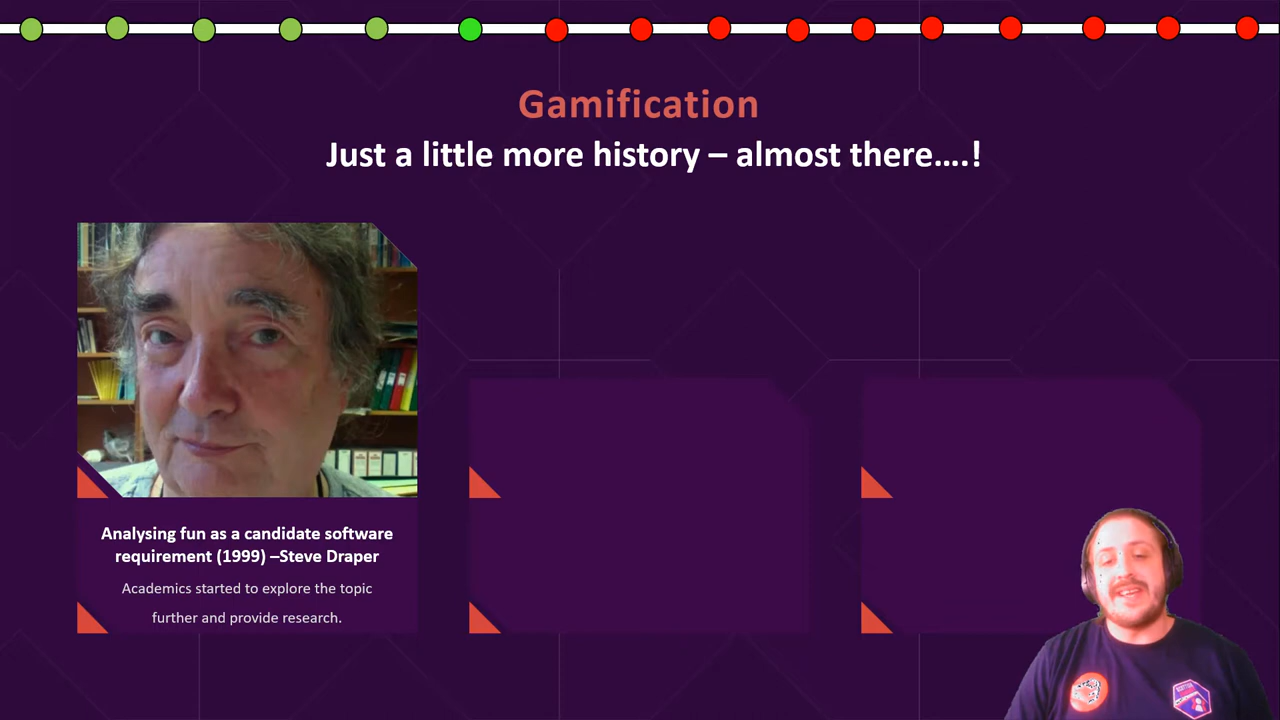 Gamification
Just a little more history – almost there….!
Analysing fun as a candidate software
requirement (1999) –Steve Draper
Academics started to explore the topic
further and provide research.